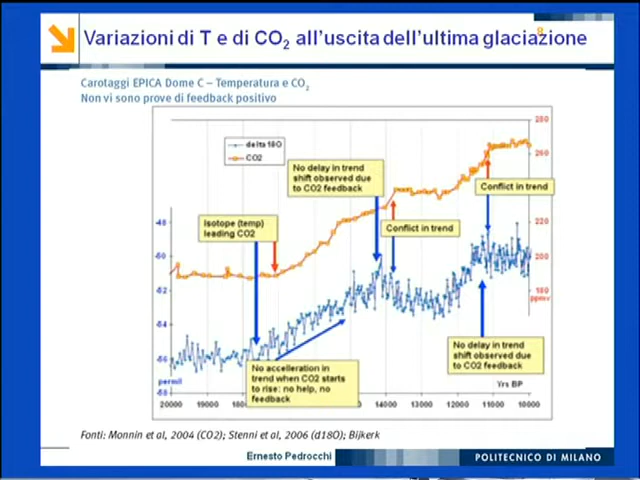 8
Variazioni di T e di CO2 all'uscita dell'ultima glaciazione
Carotaggi EPICA Dome C – Temperatura e CO2
Non vi sono prove di feedback positivo
delta 18O
CO2
No delay in trend
shift observed due
to CO2 feedback
Conflict in trend
Isotope (temp)
leading CO2
Conflict in trend
No accelleration in
trend when CO2 starts
to rise: no help, no
feedback
No delay in trend
shift observed due to
CO2 feedback
280
260
220
200
180
ppmv
-48
-50
-52
-54
-56
permil
-58
Yrs BP
20000
19000
18000
14000
13000
12000
11000
10000
Fonti: Monnin et al, 2004 (CO2); Stenni et al, 2006 (d18O); Bijkerk
Ernesto Pedrocchi
POLITECNICO DI MILANO